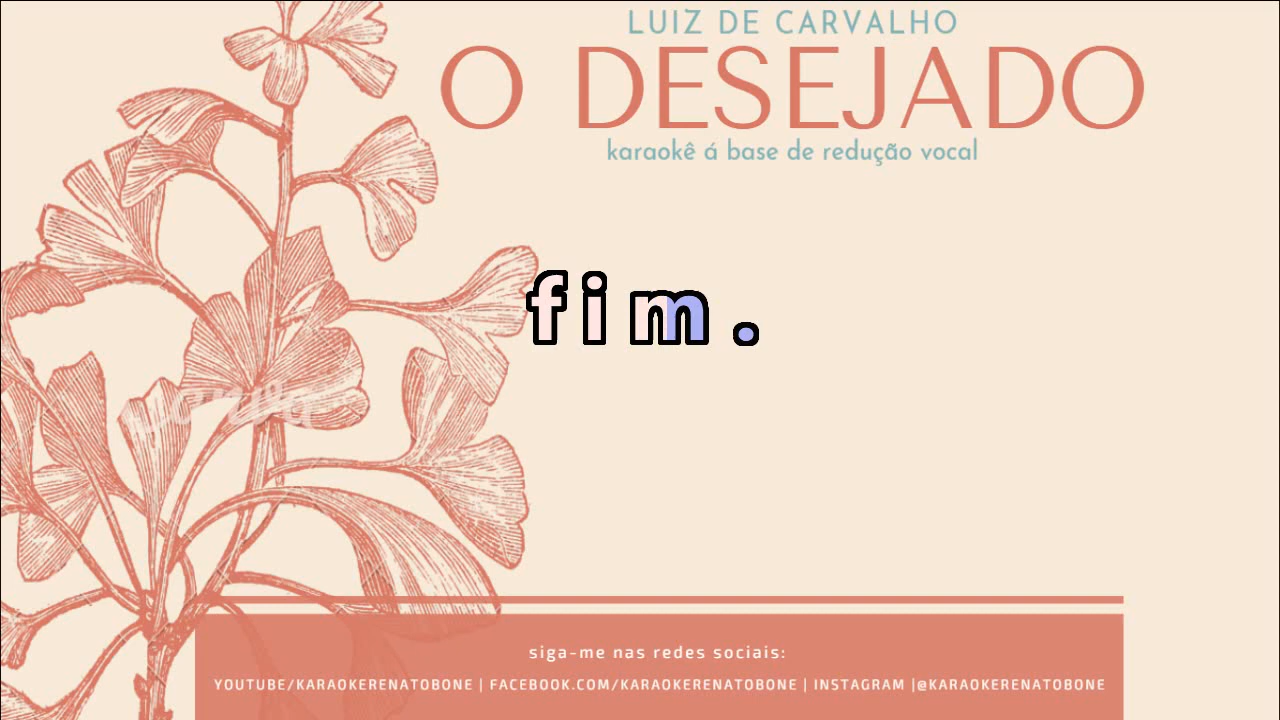 LUIZ DE CARVALHO
O DESEJADO
karaokê á base de redução vocal
fim.
Canva
siga-me nas redes sociais:
YOUTUBE/KARAOKERENATOBONE | FACEBOOK.COM/KARAOKERENATOBONE | INSTAGRAM |@KARAOKERENATOBONE